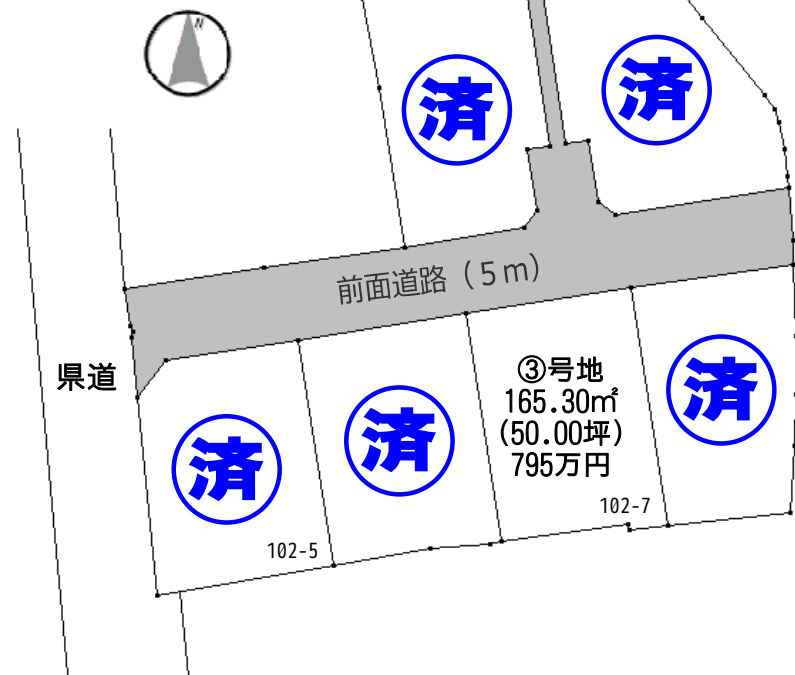 N
済
済
前面道路（５ｍ）
県道
③号地
165.30㎡
(50.00坪)
795万円
済
済
済
102-7
102-5